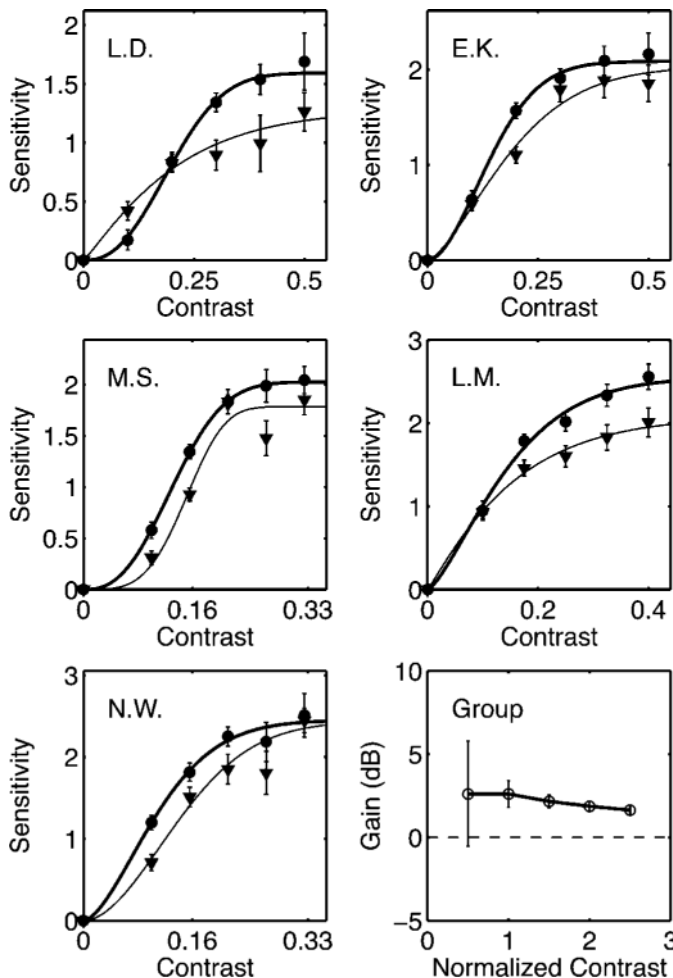 L.D.
Sensitivity
2
1.5
1
0.5
0
0 0.25 0.5
Contrast
E.K.
Sensitivity
2
1
0
0 0.25 0.5
Contrast
M.S.
Sensitivity
2
1.5
1
0.5
0
0 0.16 0.33
Contrast
L.M.
Sensitivity
3
2
1
0
0 0.2 0.4
Contrast
N.W.
Sensitivity
3
2
1
0
0 0.16 0.33
Contrast
Group
Gain (dB)
10
5
0
−5
0 1 2 3
Normalized Contrast